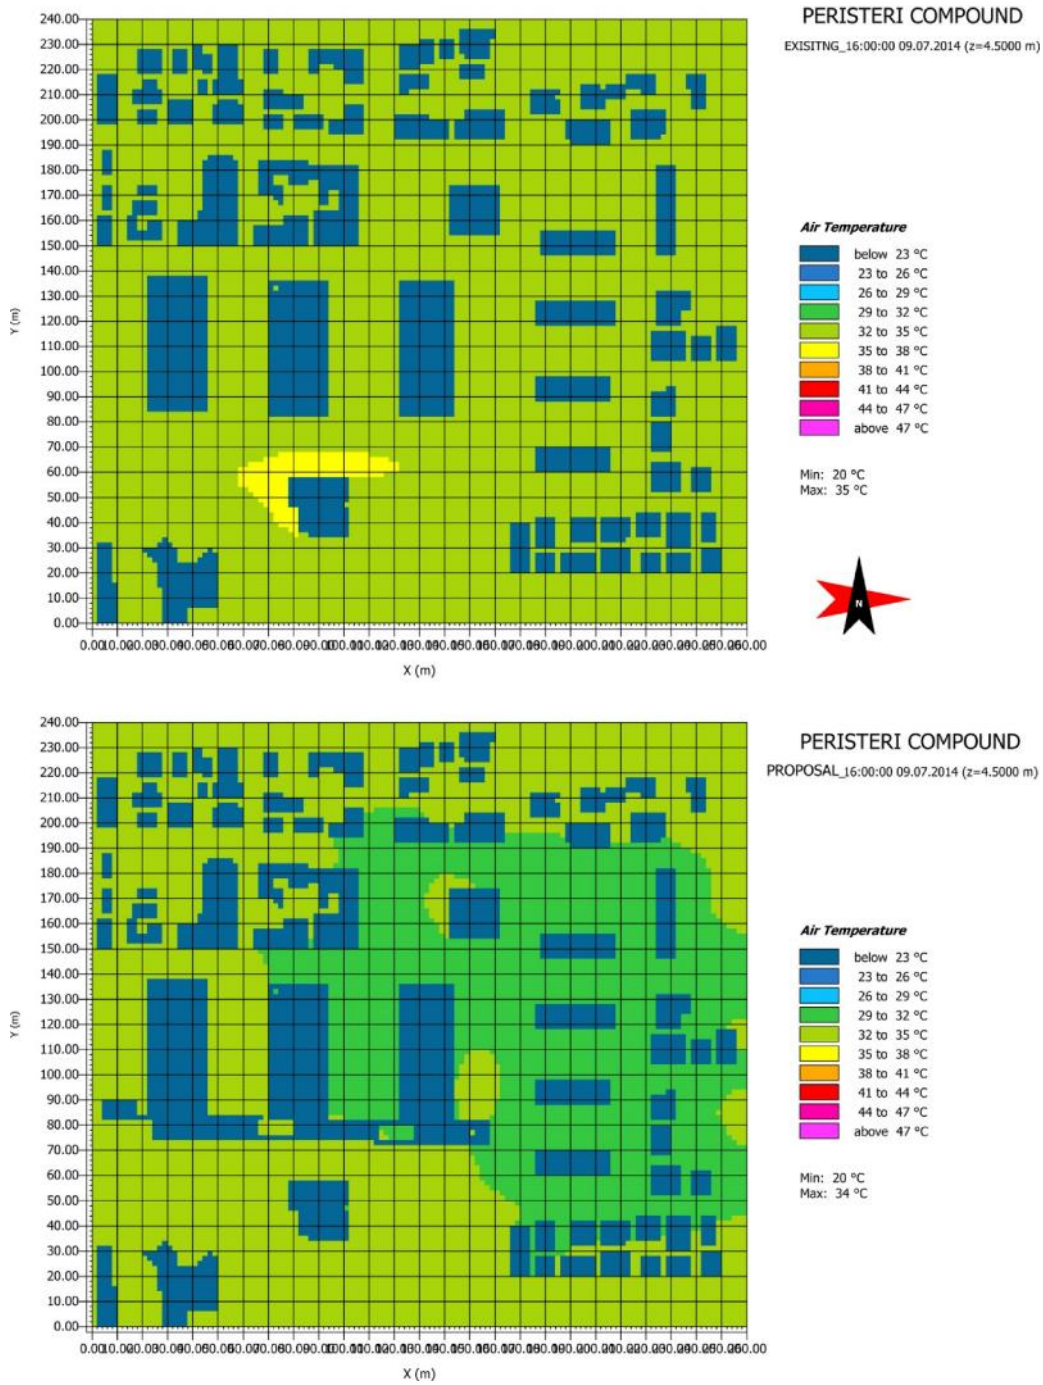 PERISTERI COMPOUND
EXISITNG_16:00:00 09.07.2014 (z=4.5000 m)
240.00
230.00
220.00
210.00
200.00
190.00
180.00
170.00
160.00
150.00
140.00
130.00
120.00
110.00
100.00
90.00
80.00
70.00
60.00
50.00
40.00
30.00
20.00
10.00
0.00
Y (m)
X (m)
Air Temperature
below 23 °C
23 to 26 °C
26 to 29 °C
29 to 32 °C
32 to 35 °C
35 to 38 °C
38 to 41 °C
41 to 44 °C
44 to 47 °C
above 47 °C
Min: 20 °C
Max: 35 °C
N
PERISTERI COMPOUND
PROPOSAL_16:00:00 09.07.2014 (z=4.5000 m)
240.00
230.00
220.00
210.00
200.00
190.00
180.00
170.00
160.00
150.00
140.00
130.00
120.00
110.00
100.00
90.00
80.00
70.00
60.00
50.00
40.00
30.00
20.00
10.00
0.00
Y (m)
X (m)
Air Temperature
below 23 °C
23 to 26 °C
26 to 29 °C
29 to 32 °C
32 to 35 °C
35 to 38 °C
38 to 41 °C
41 to 44 °C
44 to 47 °C
above 47 °C
Min: 20 °C
Max: 34 °C